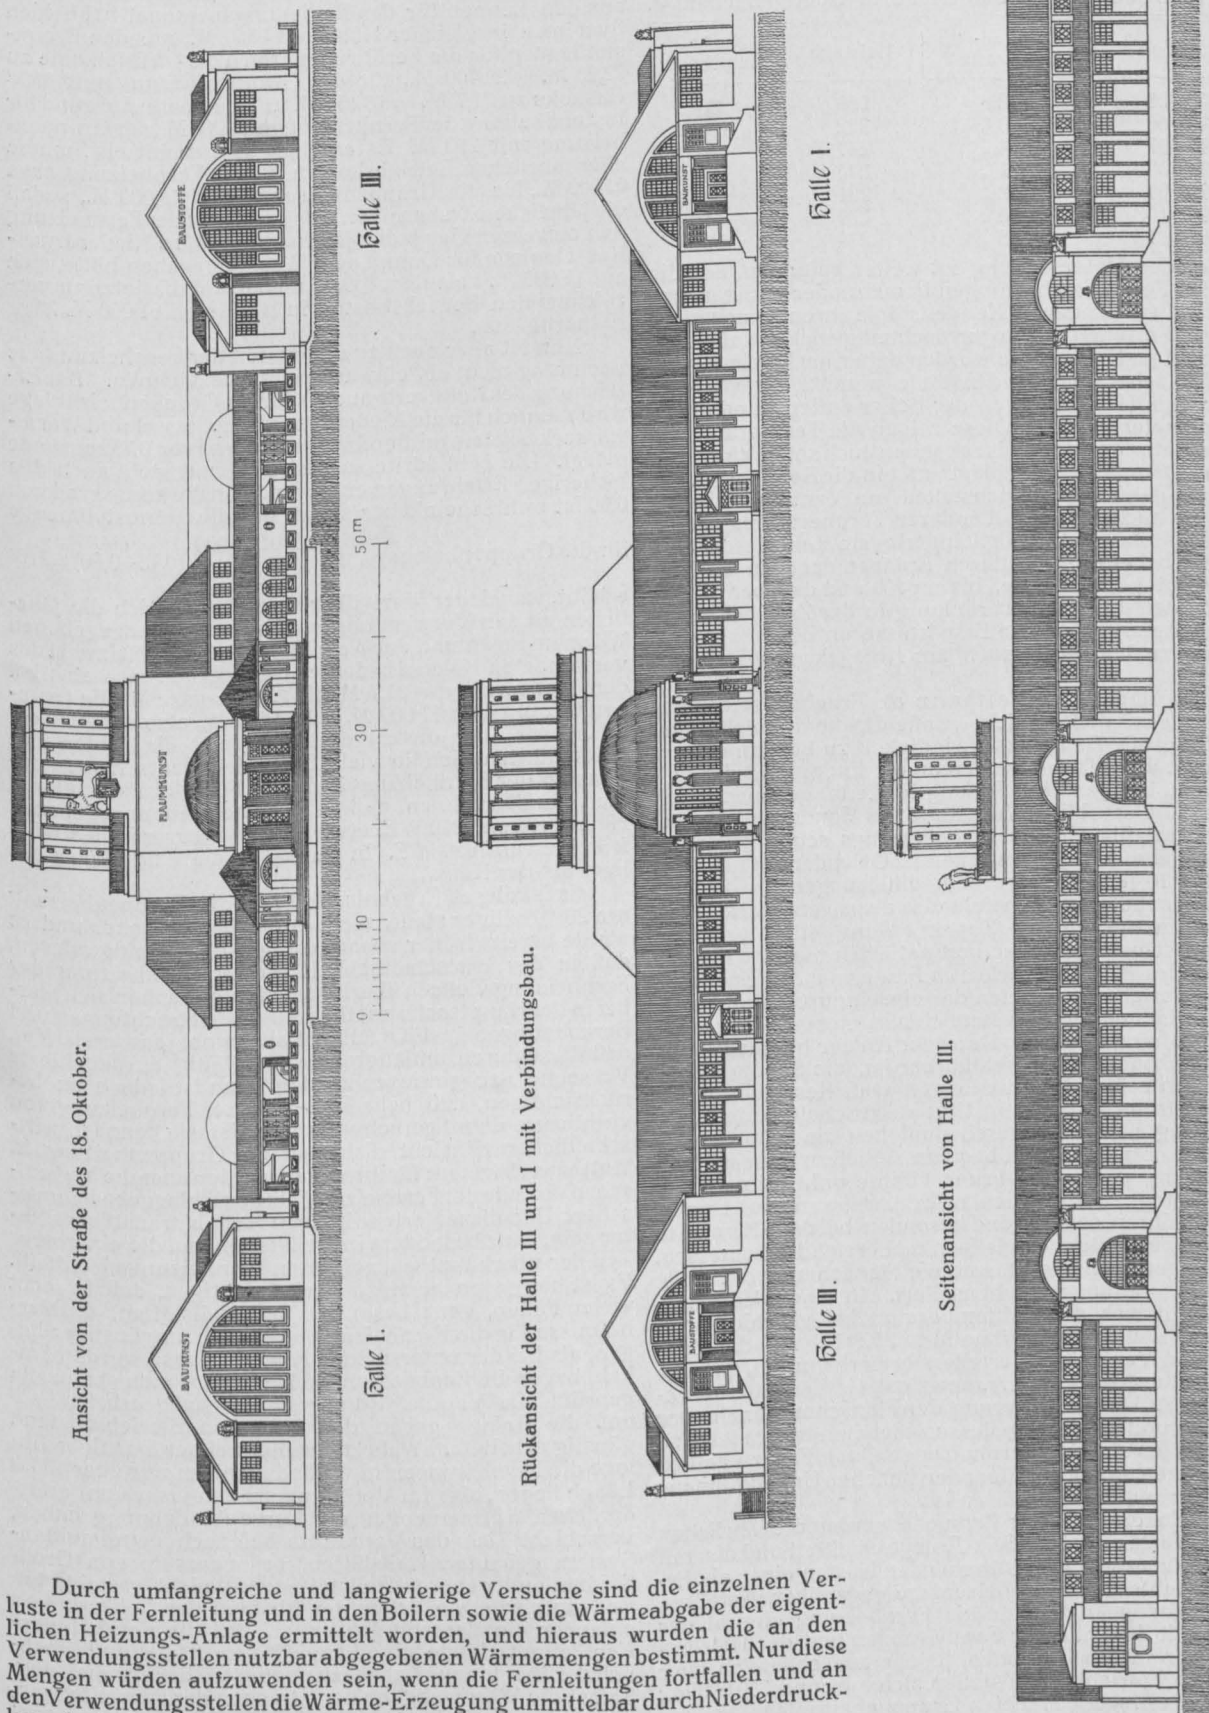 Ansicht von der Straße des 18. Oktober.
BAUKUNST
RAUMKUNST
BAUSTOFFE
Halle I.
0 10 30 50 m
Halle III.
Rückansicht der Halle III und I mit Verbindungsbau.
BAUSTOFFE
BAUKUNST
Halle III.
Halle I.
Seitenansicht von Halle III.
Durch umfangreiche und langwierige Versuche sind die einzelnen Ver-
luste in der Fernleitung und in den Boilern sowie die Wärmeabgabe der eigent-
lichen Heizungs-Anlage ermittelt worden, und hieraus wurden die an den
Verwendungsstellen nutzbar abgegebenen Wärmemengen bestimmt. Nur diese
Mengen würden aufzuwenden sein, wenn die Fernleitungen fortfallen und an
den Verwendungsstellen die Wärme-Erzeugung unmittelbar durch Niederdruck-